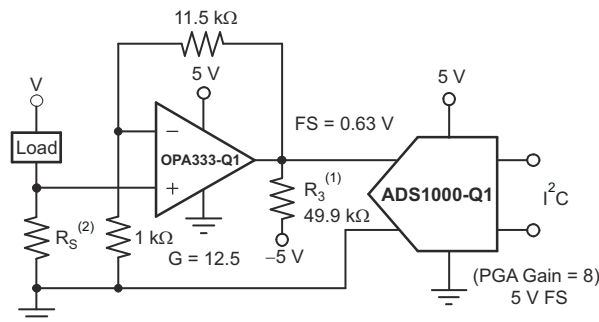 11.5 kΩ
V
5 V
5 V
FS = 0.63 V
Load
−
OPA333-Q1
+
R3(1)
49.9 kΩ
ADS1000-Q1
I2C
RS(2)
1 kΩ
G = 12.5
−5 V
(PGA Gain = 8)
5 V FS